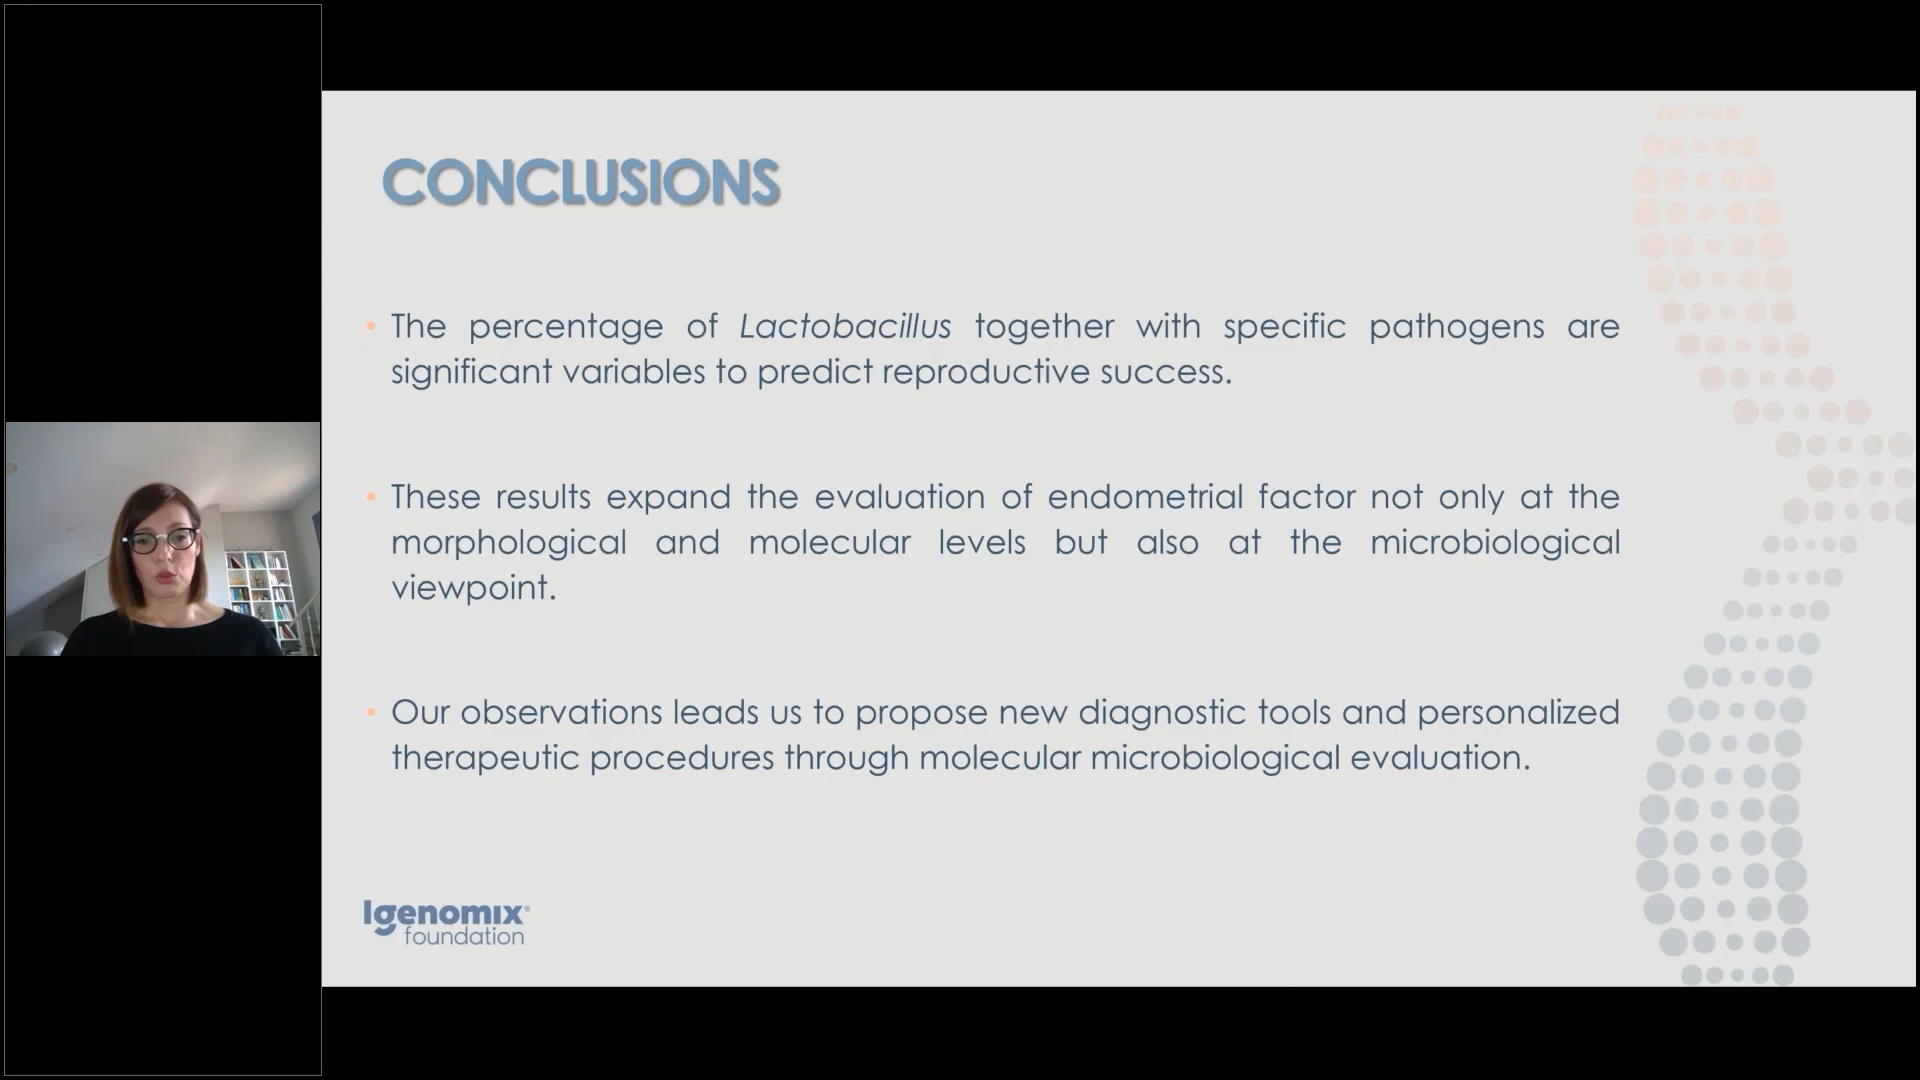 CONCLUSIONS
• The percentage of Lactobacillus together with specific pathogens are
significant variables to predict reproductive success.
• These results expand the evaluation of endometrial factor not only at the
morphological and molecular levels but also at the microbiological
viewpoint.
• Our observations leads us to propose new diagnostic tools and personalized
therapeutic procedures through molecular microbiological evaluation.
Igenomix®
foundation